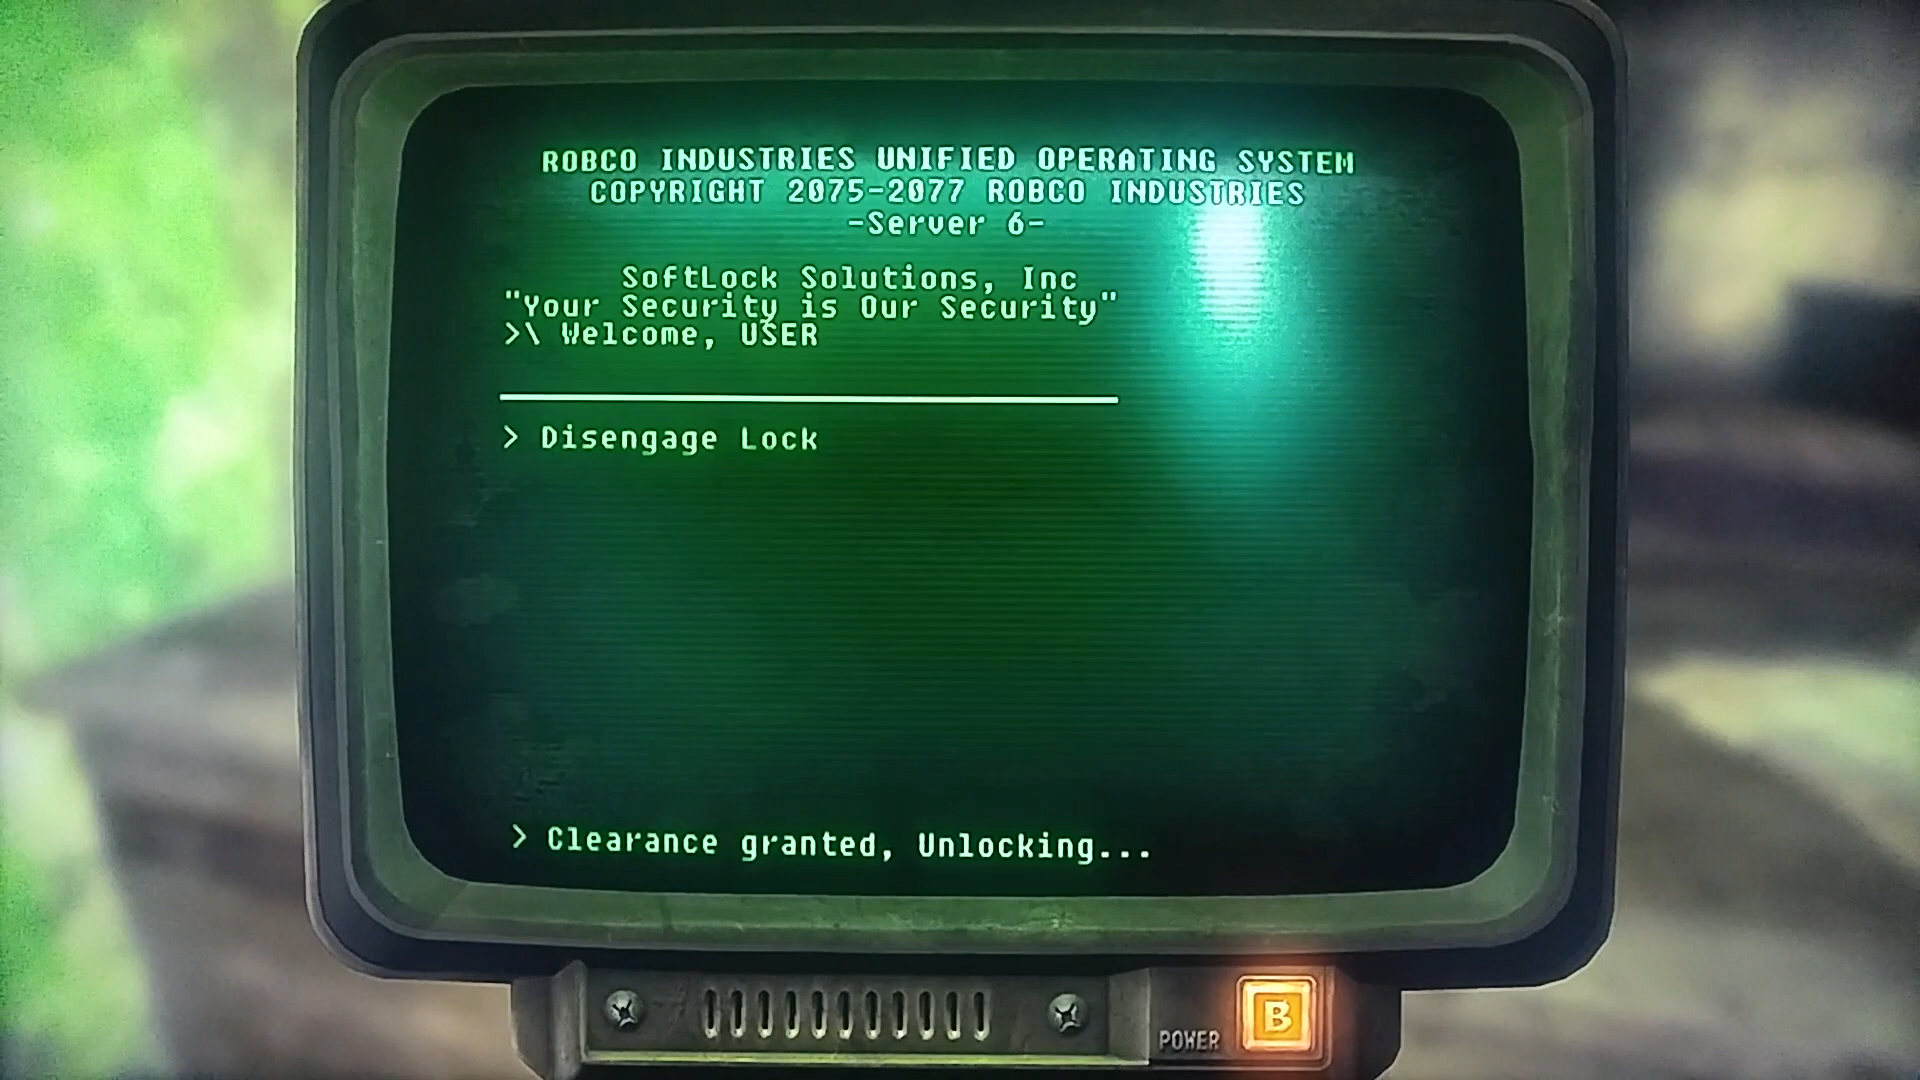 ROBCO INDUSTRIES UNIFIED OPERATING SYSTEM
COPYRIGHT 2075-2077 ROBCO INDUSTRIES
-Server 6-
SoftLock Solutions, Inc
"Your Security is Our Security"
>\ Welcome, USER
> Disengage Lock
> Clearance granted, Unlocking...
POWER
B